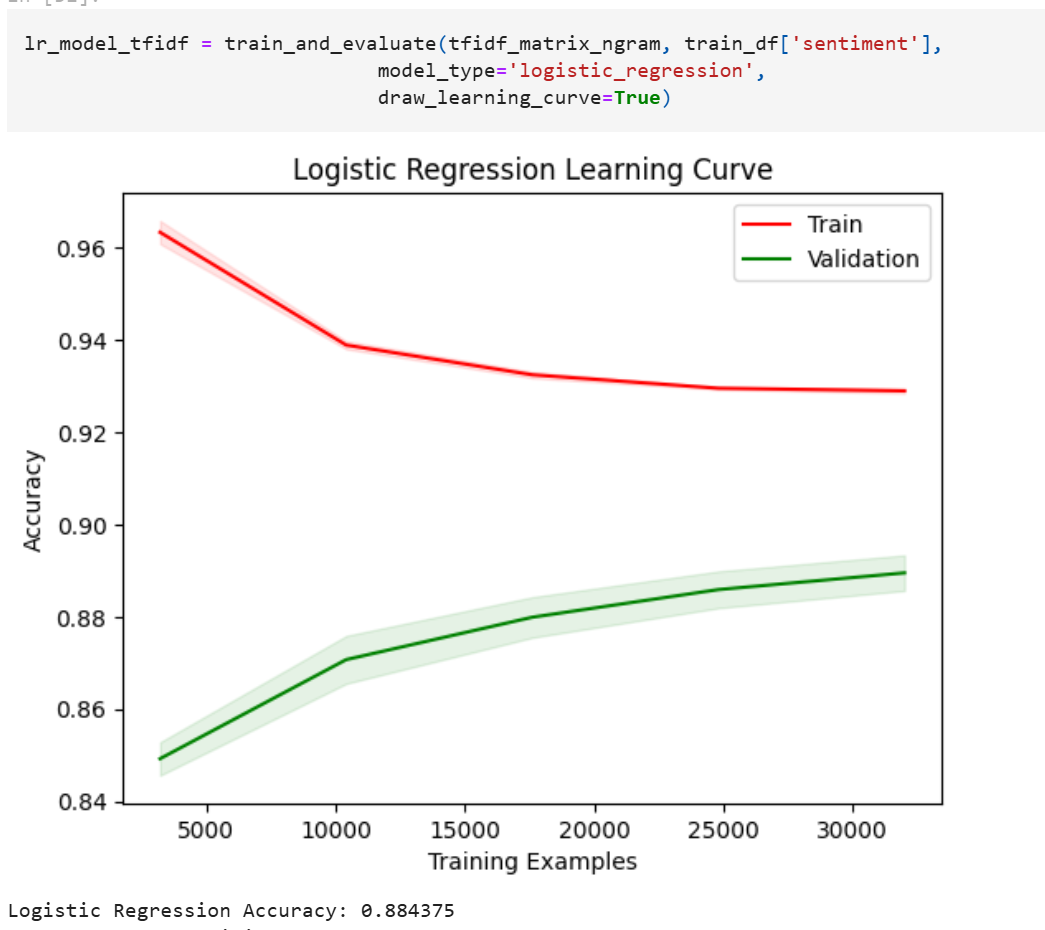 lr_model_tfidf = train_and_evaluate(tfidf_matrix_ngram, train_df['sentiment'],
model_type='logistic_regression',
draw_learning_curve=True)
Logistic Regression Learning Curve
Train
Validation
0.96
0.94
0.92
0.90
0.88
0.86
0.84
Accuracy
5000 10000 15000 20000 25000 30000
Training Examples
Logistic Regression Accuracy: 0.884375